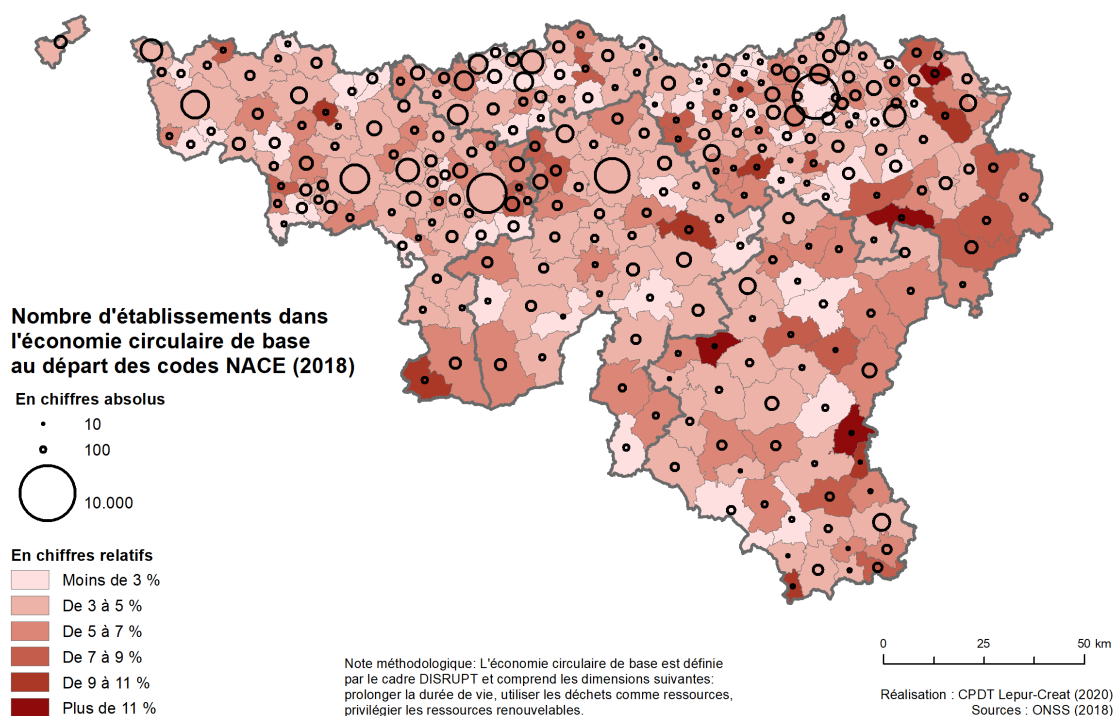 Nombre d'établissements dans
l'économie circulaire de base
au départ des codes NACE (2018)
En chiffres absolus
10
100
10.000
En chiffres relatifs
Moins de 3 %
De 3 à 5 %
De 5 à 7 %
De 7 à 9 %
De 9 à 11 %
Plus de 11 %
Note méthodologique: L'économie circulaire de base est définie
par le cadre DISRUPT et comprend les dimensions suivantes:
prolonger la durée de vie, utiliser les déchets comme ressources,
privilégier les ressources renouvelables.
0 25 50 km
Réalisation : CPDT Lepur-Creat (2020)
Sources : ONSS (2018)